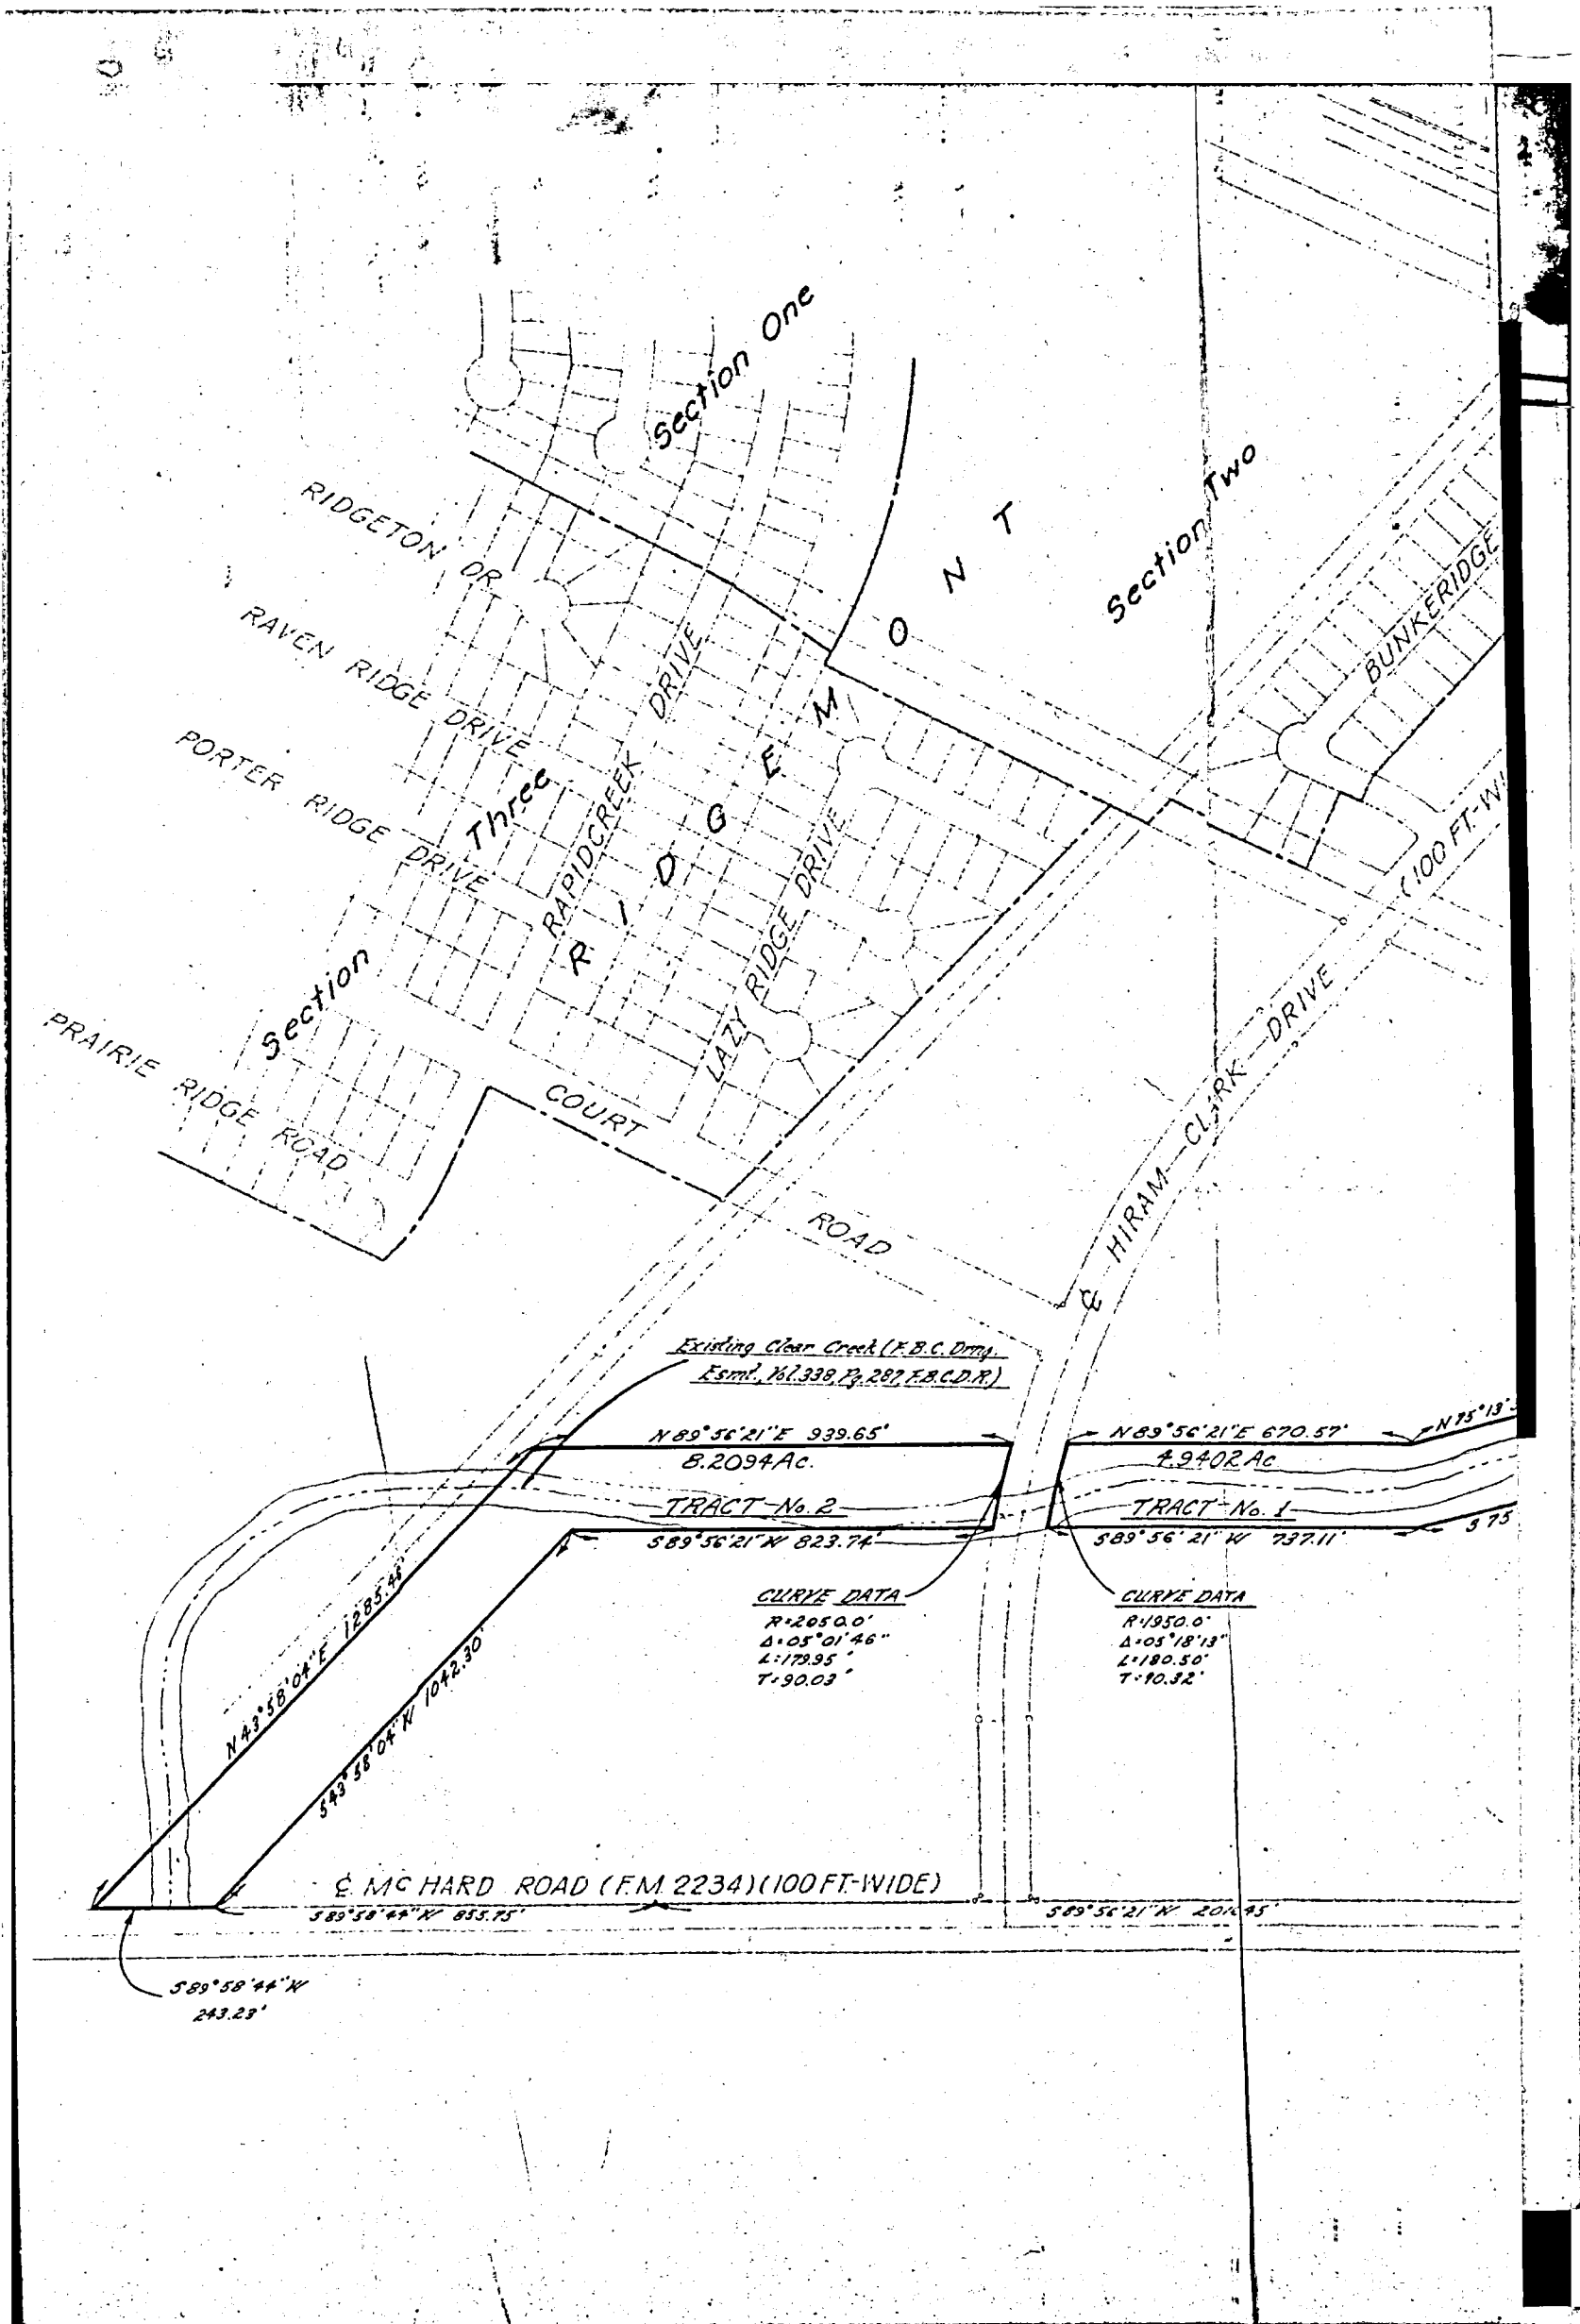 Section One
RIDGETON DR.
Section Two
BUNKERIDGE
RAVEN RIDGE DRIVE
PORTER RIDGE DRIVE
Section Three
RAPIDCREEK DRIVE
RIDGEMONT
LAZY RIDGE DRIVE
(100 FT.-WI
PRAIRIE RIDGE ROAD
COURT ROAD
℄ HIRAM CLARK DRIVE
Existing Clear Creek (F.B.C. Drng.
Esmt., Vol. 338, Pg. 287, F.B.C.D.R.)
N 89° 56' 21" E 939.65'
8.2094 Ac.
TRACT No. 2
S 89° 56' 21" W 823.74'
N 89° 56' 21" E 670.57'
4.9402 Ac
TRACT No. 1
S 89° 56' 21" W 737.11'
N 75° 13'
S 75
CURVE DATA
R=2050.0'
Δ=05° 01' 46"
L=179.95'
T=90.03'
CURVE DATA
R=1950.0'
Δ=05° 18' 13"
L=180.50'
T=90.32'
N 43° 58' 04" E 1285.48'
S 43° 58' 04" W 1042.30'
℄ MC HARD ROAD (F.M. 2234) (100 FT.-WIDE)
S 89° 58' 44" W 855.75'
S 89° 56' 21" W
S 89° 58' 44" W
243.23'